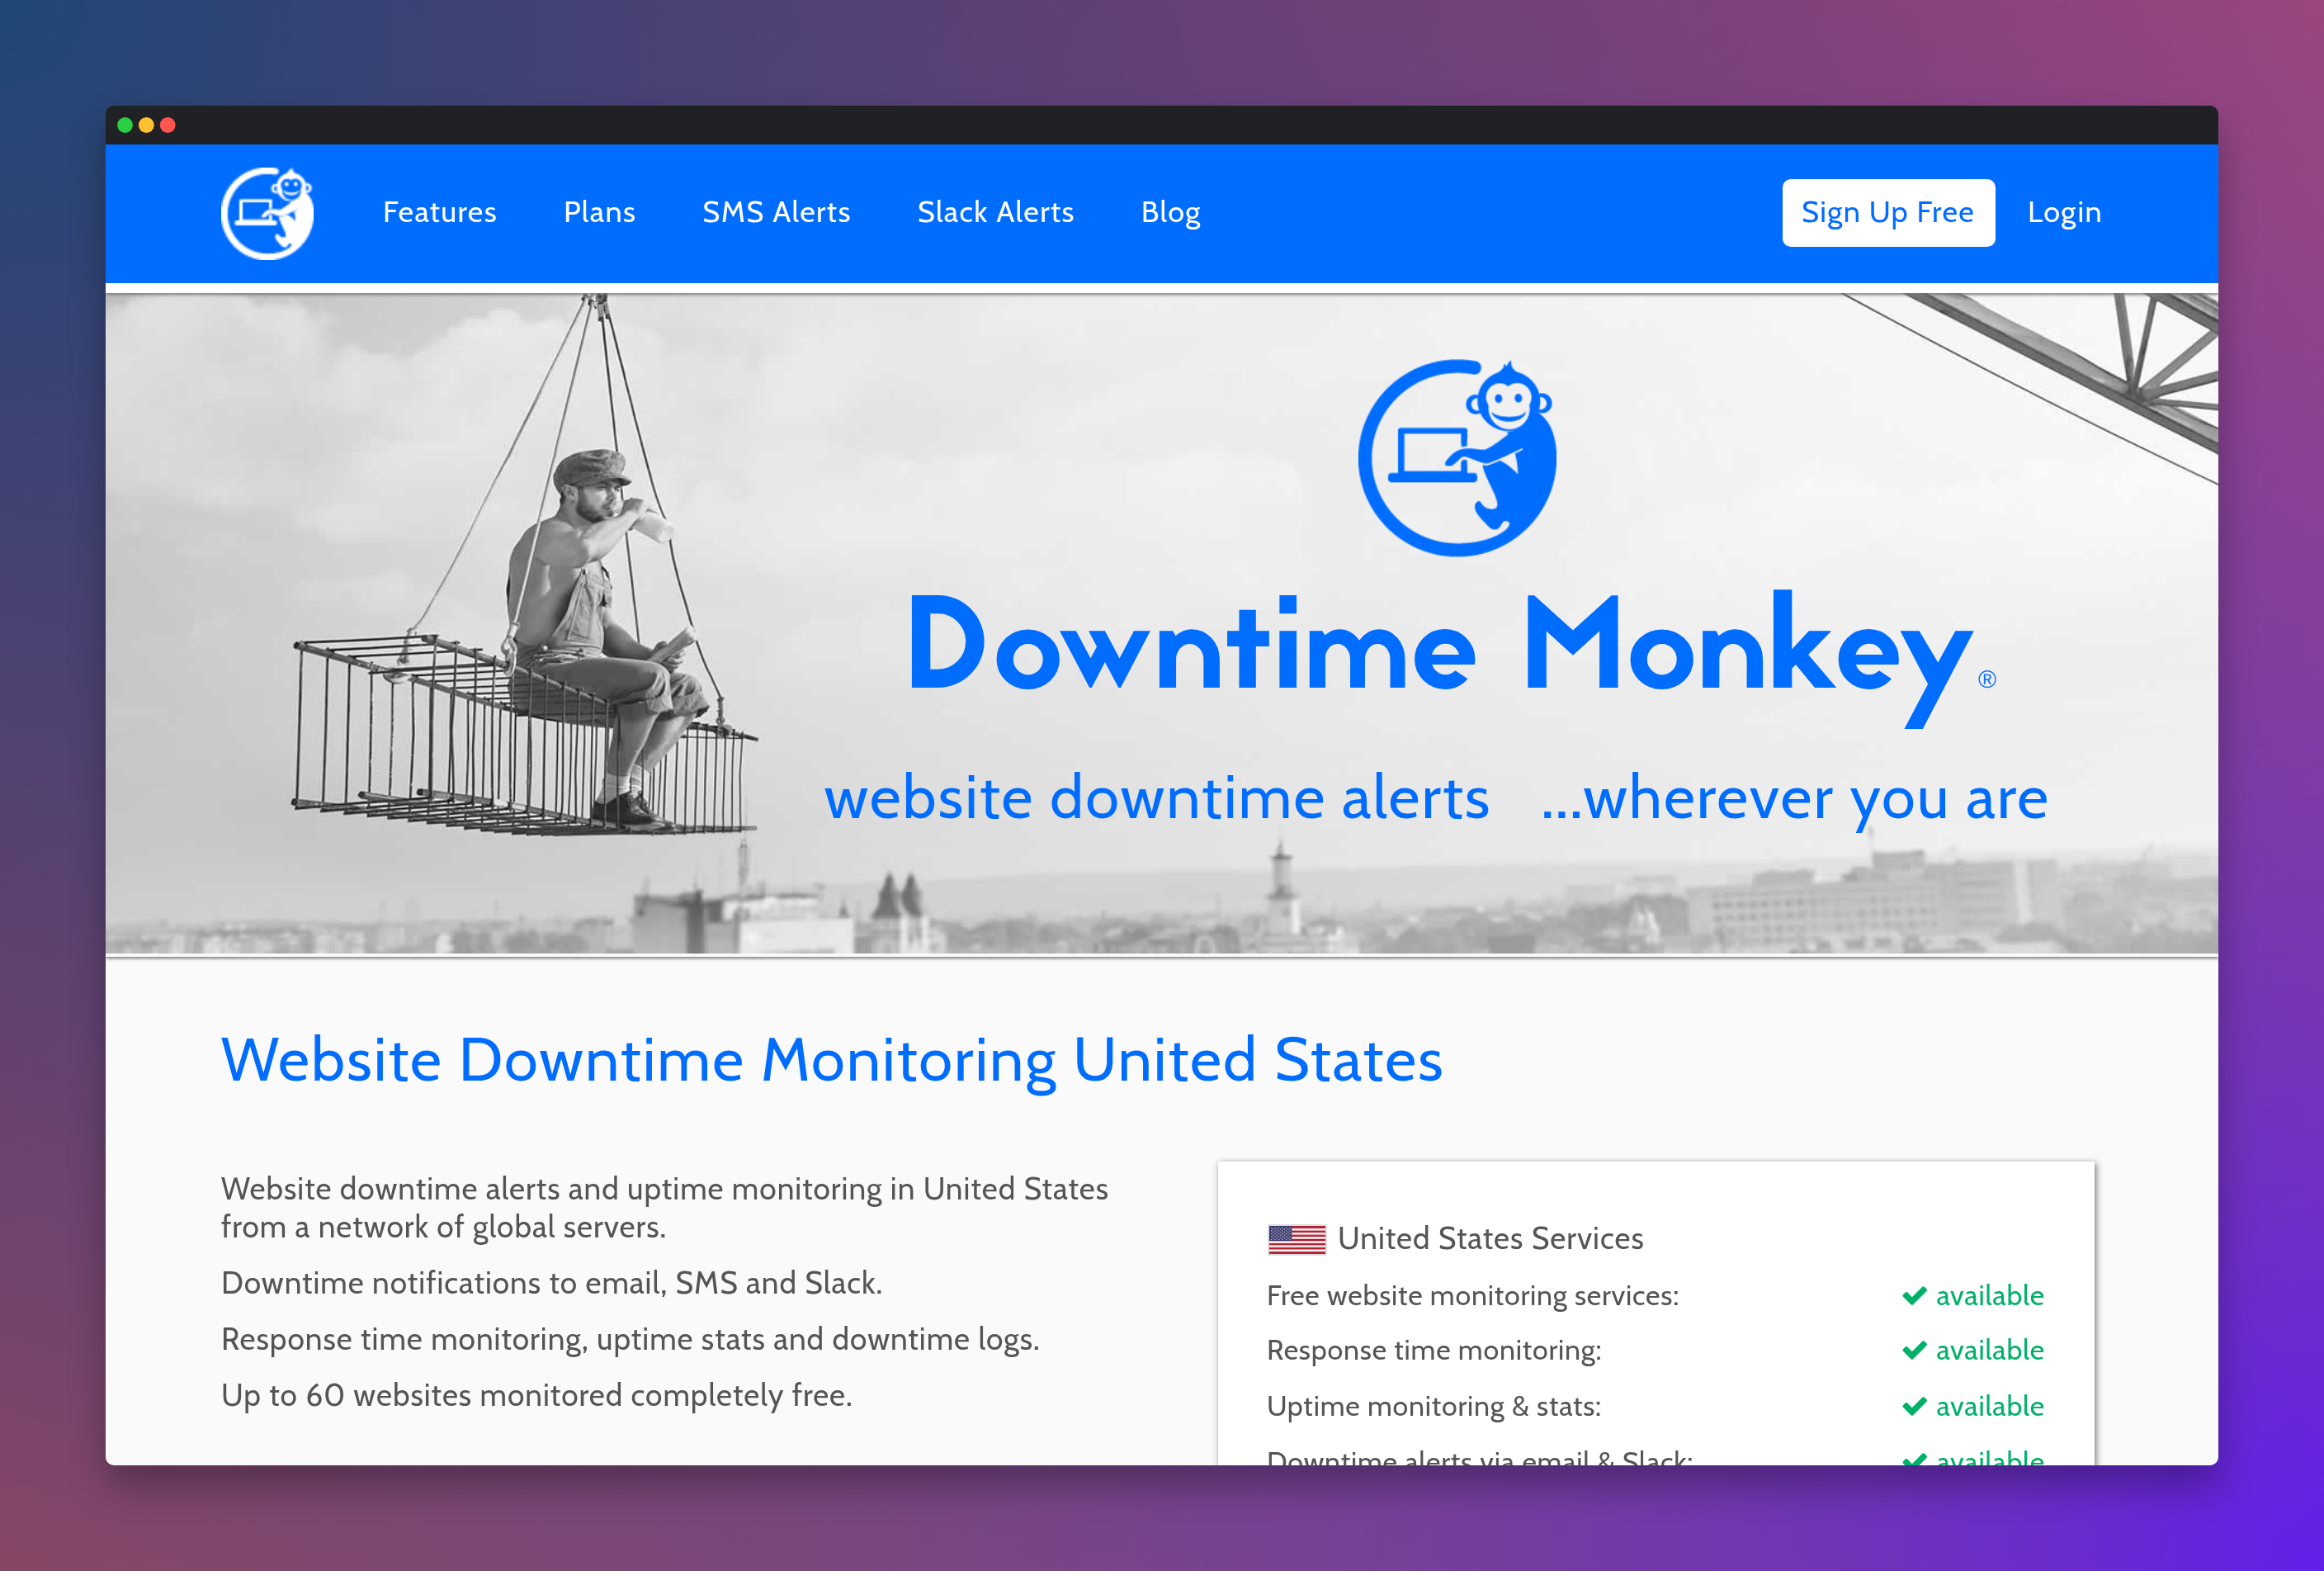 Features Plans SMS Alerts Slack Alerts Blog Sign Up Free Login
Downtime Monkey®
website downtime alerts ...wherever you are
Website Downtime Monitoring United States
Website downtime alerts and uptime monitoring in United States
from a network of global servers.
Downtime notifications to email, SMS and Slack.
Response time monitoring, uptime stats and downtime logs.
Up to 60 websites monitored completely free.
United States Services
Free website monitoring services: available
Response time monitoring: available
Uptime monitoring & stats: available
Downtime alerts via email & Slack: available